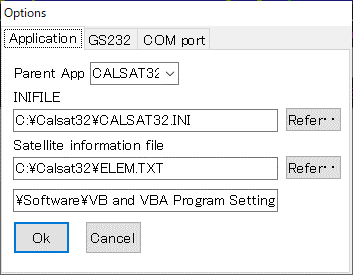 Options
Application GS232 COM port
Parent App CALSAT32
INIFILE
C:¥Calsat32¥CALSAT32.INI Refer··
Satellite information file
C:¥Calsat32¥ELEM.TXT Refer··
¥Software¥VB and VBA Program Setting
Ok Cancel